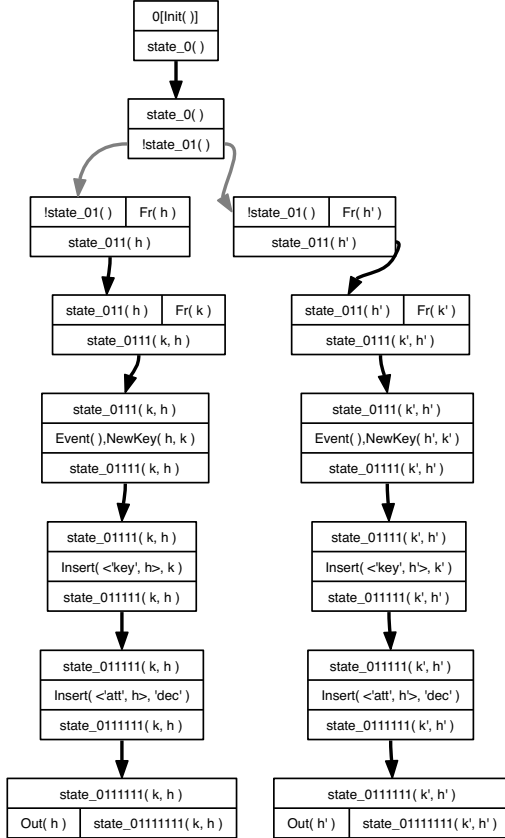 0[Init( )]
state_0( )
state_0( )
!state_01( )
!state_01( ) Fr( h )
state_011( h )
!state_01( ) Fr( h' )
state_011( h' )
state_011( h ) Fr( k )
state_0111( k, h )
state_011( h' ) Fr( k' )
state_0111( k', h' )
state_0111( k, h )
Event( ),NewKey( h, k )
state_01111( k, h )
state_0111( k', h' )
Event( ),NewKey( h', k' )
state_01111( k', h' )
state_01111( k, h )
Insert( <'key', h>, k )
state_011111( k, h )
state_01111( k', h' )
Insert( <'key', h'>, k' )
state_011111( k', h' )
state_011111( k, h )
Insert( <'att', h>, 'dec' )
state_0111111( k, h )
state_011111( k', h' )
Insert( <'att', h'>, 'dec' )
state_0111111( k', h' )
state_0111111( k, h )
Out( h ) state_01111111( k, h )
state_0111111( k', h' )
Out( h' ) state_01111111( k', h' )